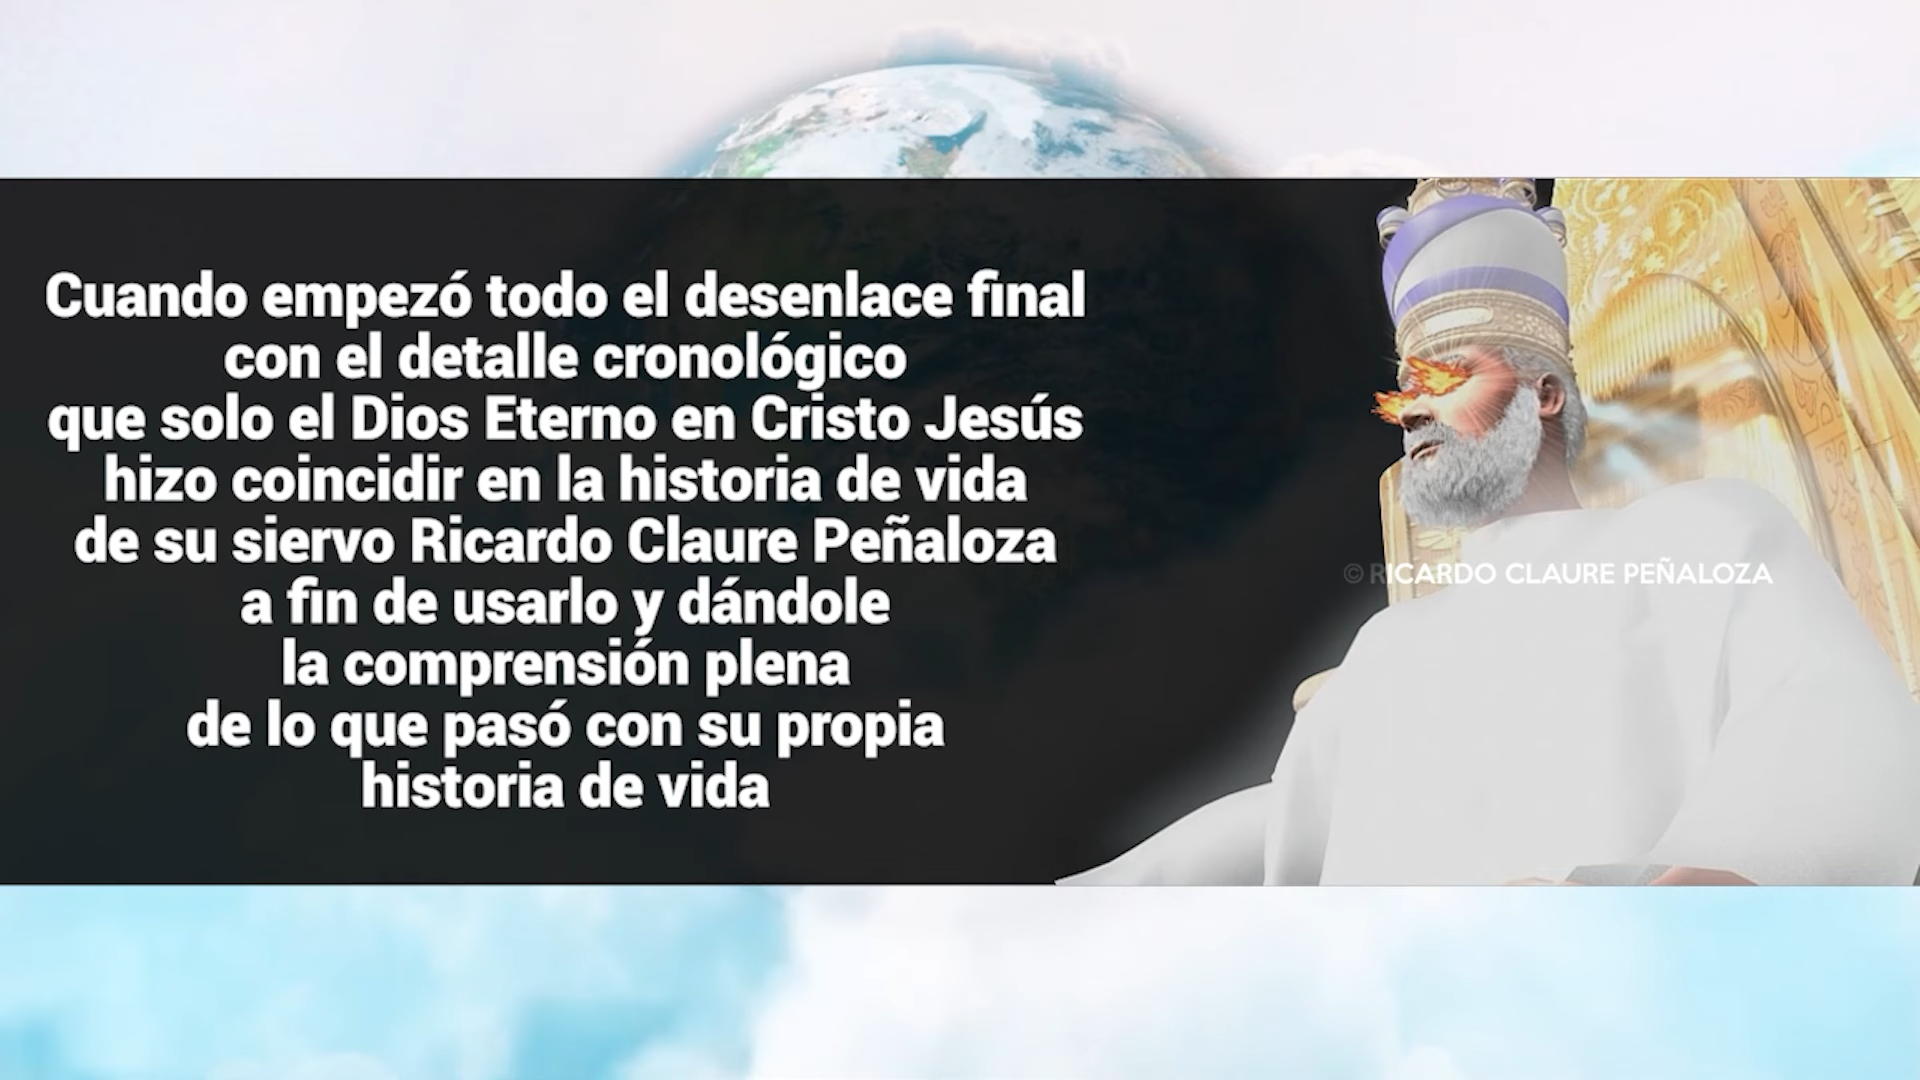 Cuando empezó todo el desenlace final
con el detalle cronológico
que solo el Dios Eterno en Cristo Jesús
hizo coincidir en la historia de vida
de su siervo Ricardo Claure Peñaloza
a fin de usarlo y dándole
la comprensión plena
de lo que pasó con su propia
historia de vida
© RICARDO CLAURE PEÑALOZA